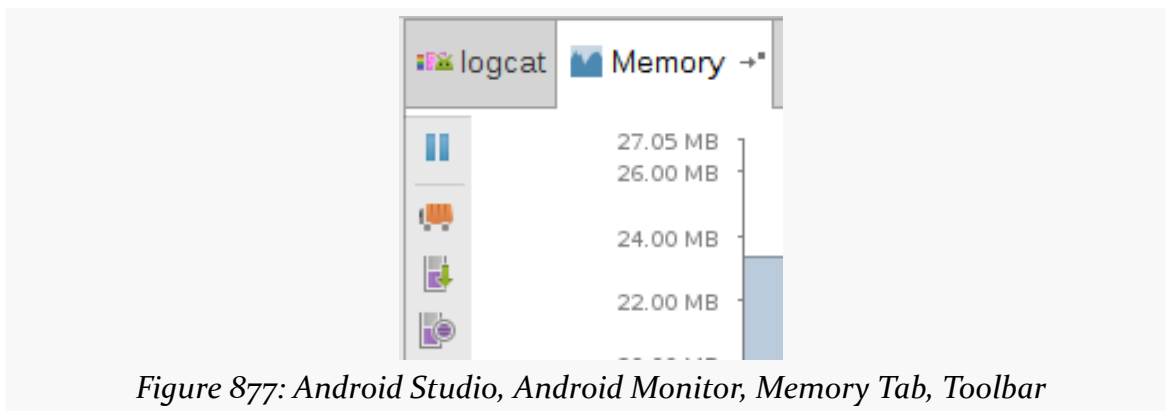 logcat Memory
27.05 MB
26.00 MB
24.00 MB
22.00 MB
Figure 877: Android Studio, Android Monitor, Memory Tab, Toolbar